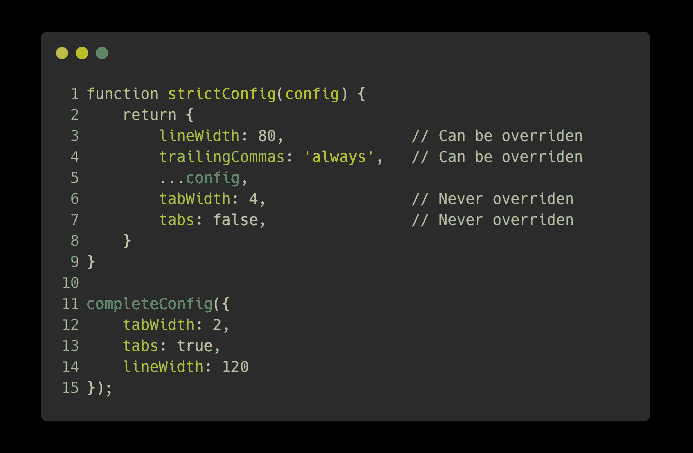 1 function strictConfig(config) {
2     return {
3         lineWidth: 80,              // Can be overriden
4         trailingCommas: 'always',   // Can be overriden
5         ...config,
6         tabWidth: 4,                // Never overriden
7         tabs: false,                // Never overriden
8     }
9 }
10
11 completeConfig({
12     tabWidth: 2,
13     tabs: true,
14     lineWidth: 120
15 });